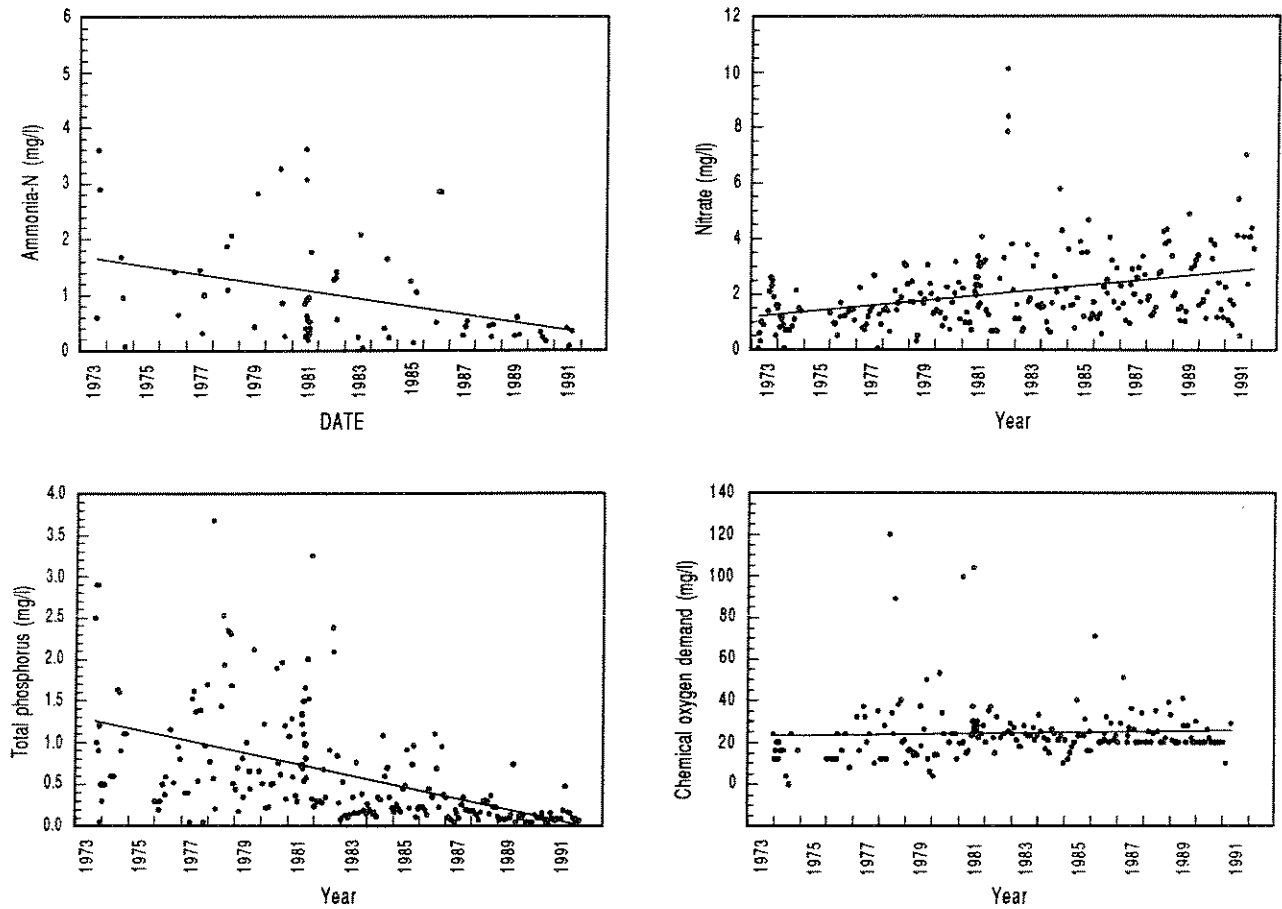 6
5
4
3
2
1
0
Ammonia-N (mg/l)
1973 1975 1977 1979 1981 1983 1985 1987 1989 1991
DATE
12
10
8
6
4
2
0
Nitrate (mg/l)
1973 1975 1977 1979 1981 1983 1985 1987 1989 1991
Year
4.0
3.5
3.0
2.5
2.0
1.5
1.0
0.5
0.0
Total phosphorus (mg/l)
1973 1975 1977 1979 1981 1983 1985 1987 1989 1991
Year
140
120
100
80
60
40
20
0
Chemical oxygen demand (mg/l)
1973 1975 1977 1979 1981 1983 1985 1987 1989 1991
Year